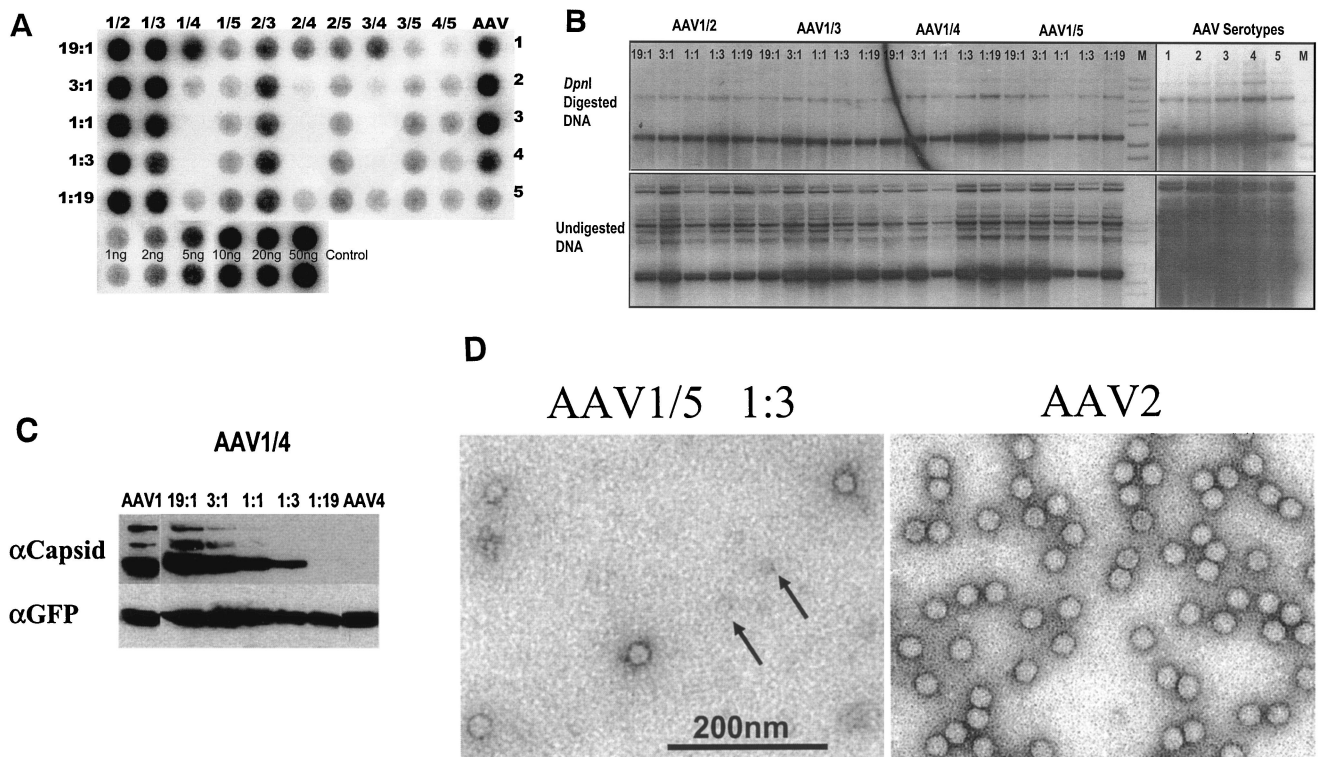 A
1/2 1/3 1/4 1/5 2/3 2/4 2/5 3/4 3/5 4/5 AAV
19:1 1
3:1 2
1:1 3
1:3 4
1:19 5
1ng 2ng 5ng 10ng 20ng 50ng Control
B
AAV1/2 AAV1/3 AAV1/4 AAV1/5 AAV Serotypes
19:1 3:1 1:1 1:3 1:19 19:1 3:1 1:1 1:3 1:19 19:1 3:1 1:1 1:3 1:19 19:1 3:1 1:1 1:3 1:19 M 1 2 3 4 5 M
DpnI
Digested
DNA
Undigested
DNA
C
AAV1/4
AAV1 19:1 3:1 1:1 1:3 1:19 AAV4
αCapsid
αGFP
D
AAV1/5 1:3 AAV2
200nm